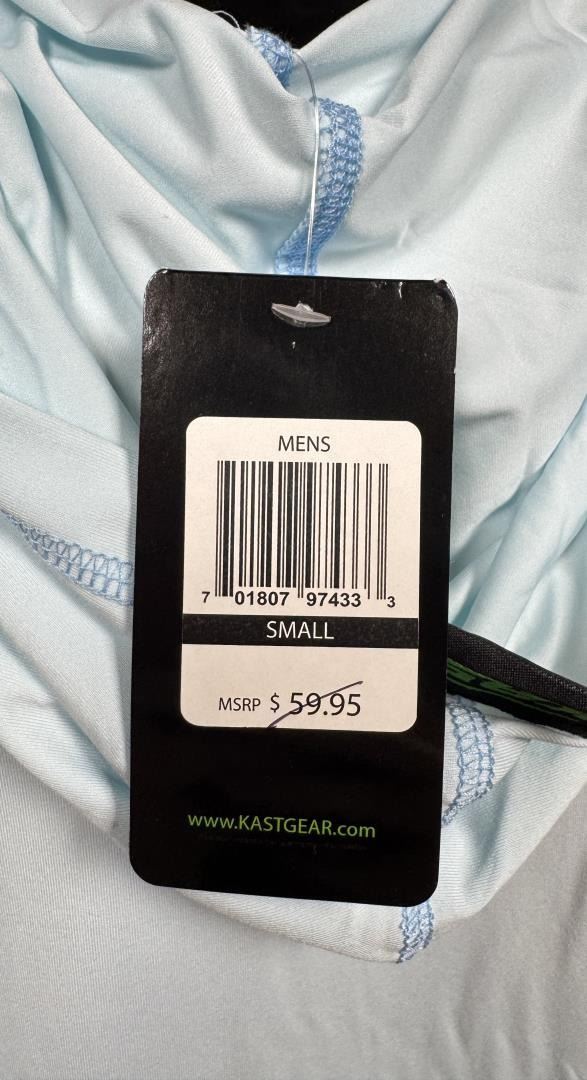 MENS
7 01807 97433 3
SMALL
MSRP $ 59.95
www.KASTGEAR.com